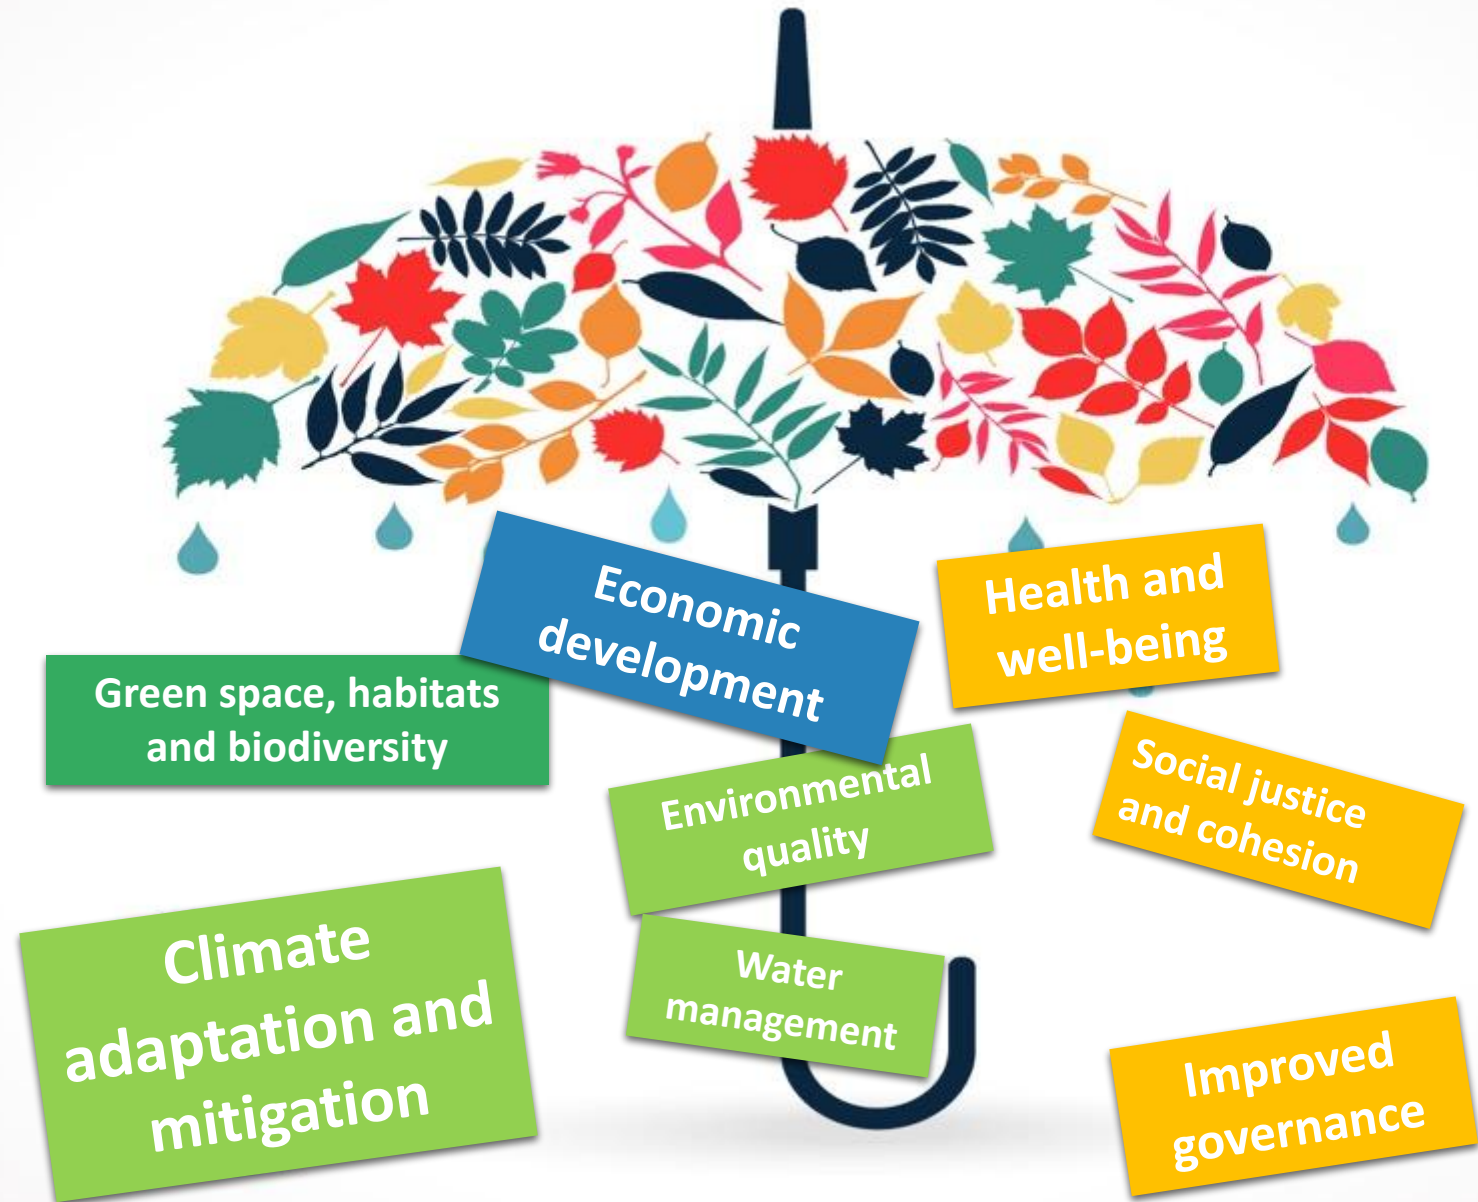 Economic
development
Health and
well-being
Green space, habitats
and biodiversity
Environmental
quality
Social justice
and cohesion
Climate
adaptation and
mitigation
Water
management
Improved
governance